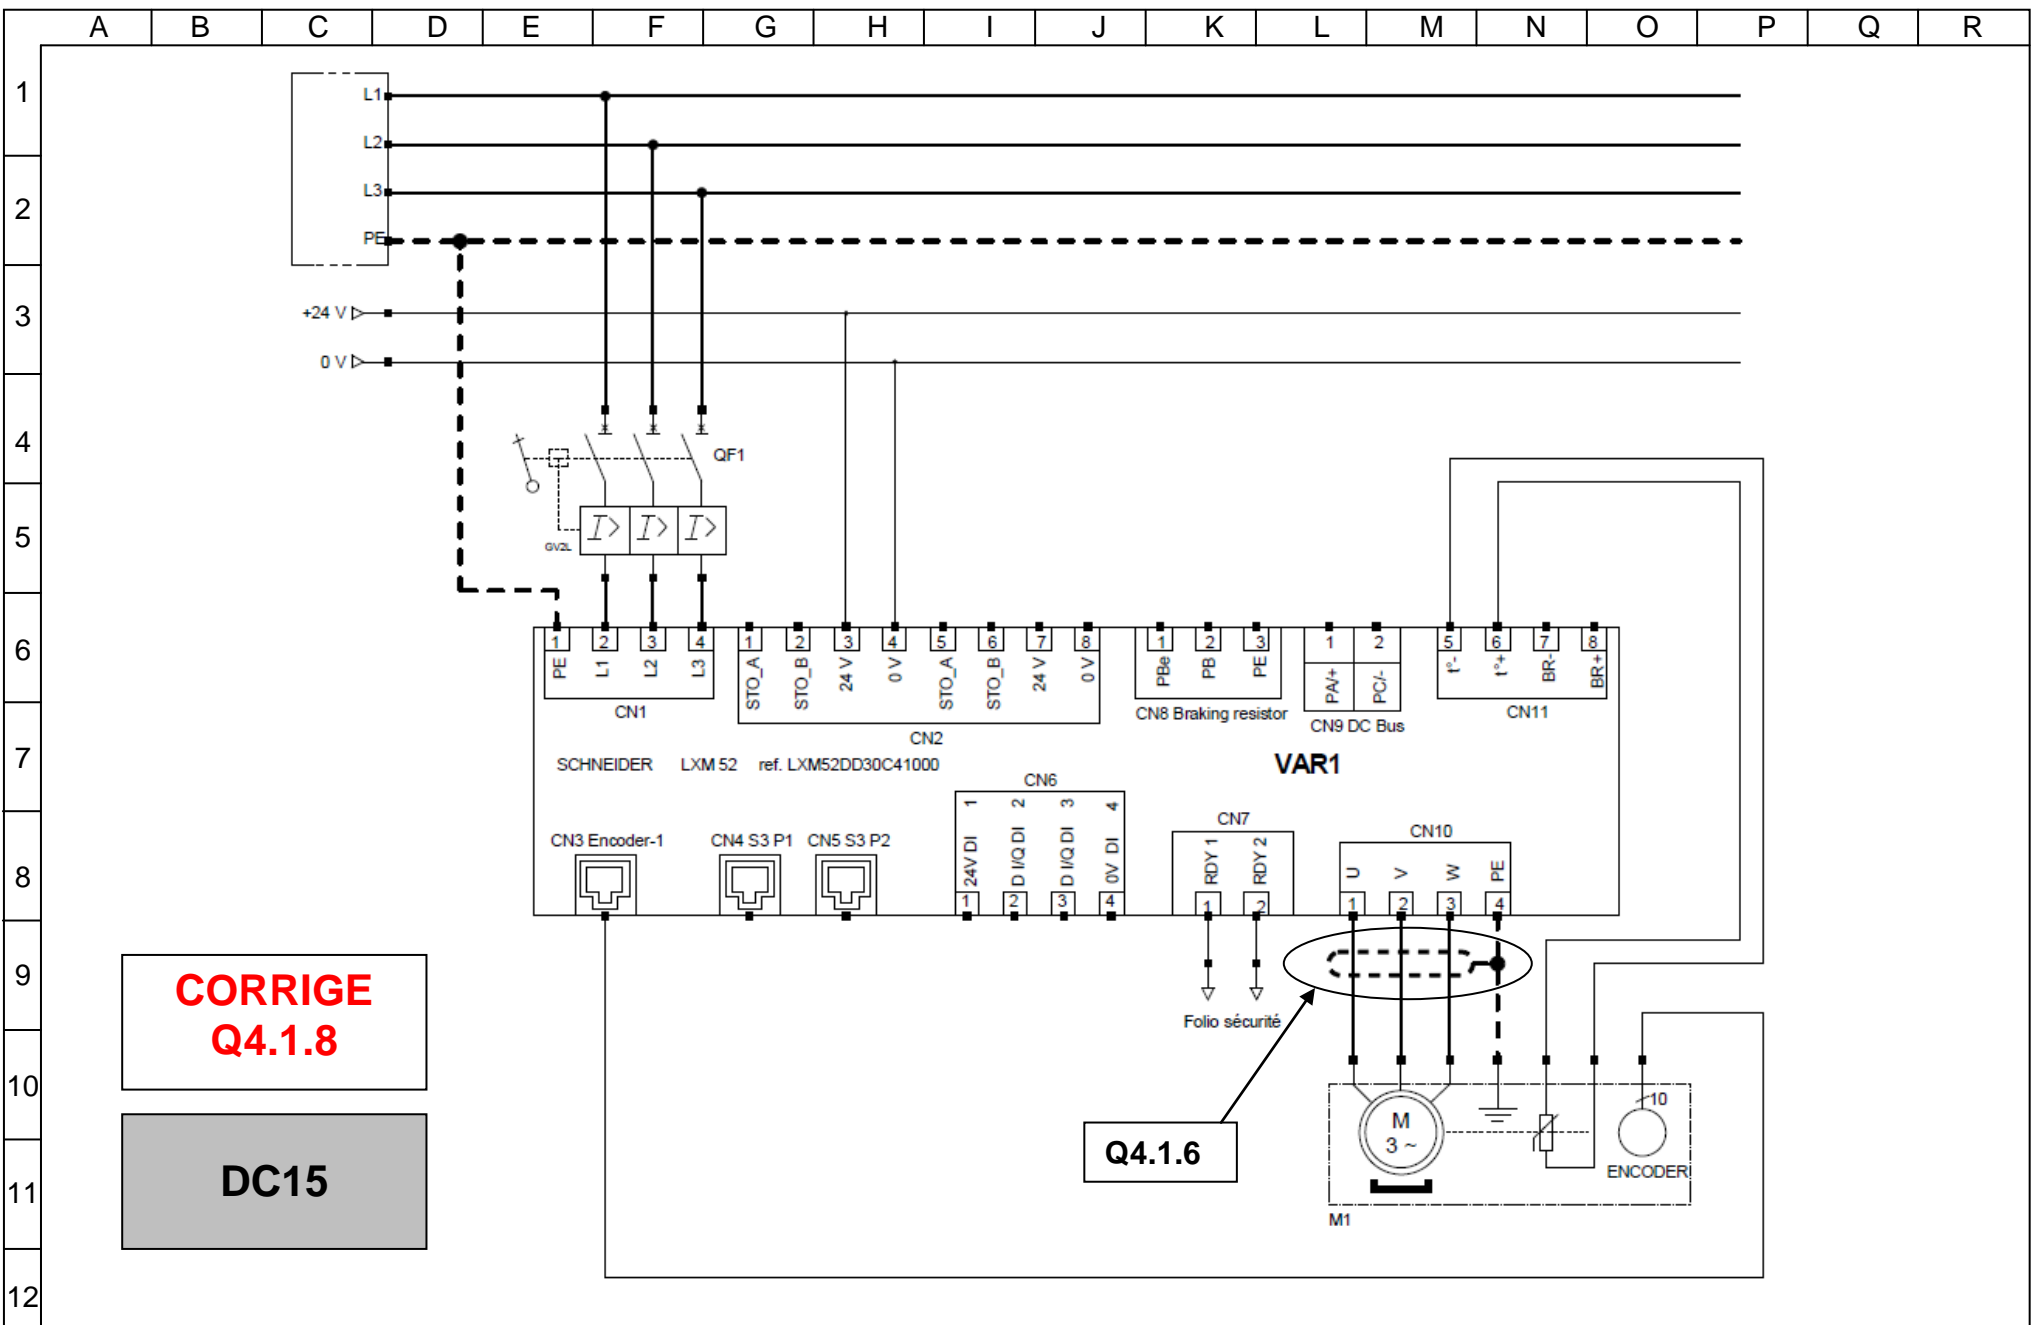 A B C D E F G H I J K L M N O P Q R
1
L1
L2
2
L3
PE
3
+24 V
0 V
4
QF1
5
I> I> I>
GV2L
6
1 2 3 4 1 2 3 4 5 6 7 8 1 2 3 1 2 5 6 7 8
PE L1 L2 L3 STO_A STO_B 24 V 0 V STO_A STO_B 24 V 0 V PBe PB PE PA/+ PC/- t°- t°+ BR- BR+
CN1
CN2
CN8 Braking resistor
CN9 DC Bus
CN11
7
SCHNEIDER LXM 52 ref. LXM52DD30C41000
VAR1
CN6
1 2 3 4
CN7
CN10
CN3 Encoder-1 CN4 S3 P1 CN5 S3 P2
8
24V DI D I/Q DI D I/Q DI 0V DI RDY 1 RDY 2 U V W PE
1 2 3 4 1 2 1 2 3 4
9
CORRIGE
Q4.1.8
Folio sécurité
10
10
M
3 ~
Q4.1.6
ENCODER
11
DC15
M1
12